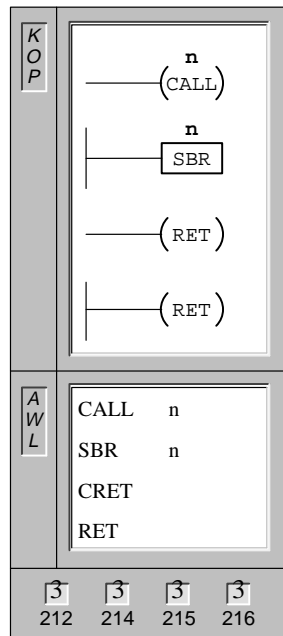 K
O
P
n
CALL
n
SBR
RET
RET
A
W
L
CALL n
SBR n
CRET
RET
3 3 3 3
212 214 215 216